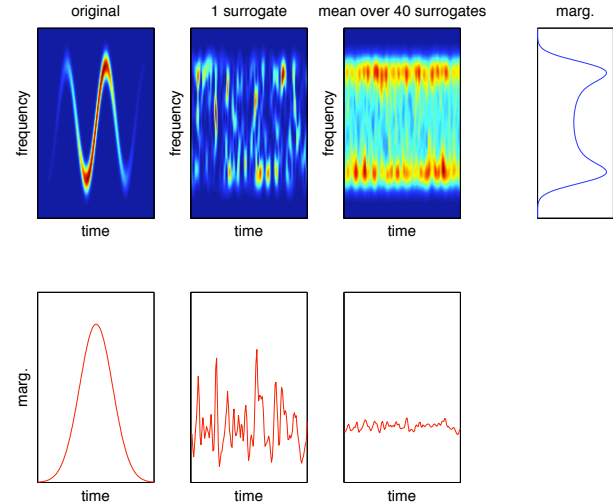 original
1 surrogate
mean over 40 surrogates
marg.
frequency
frequency
frequency
time
time
time
marg.
time
time
time